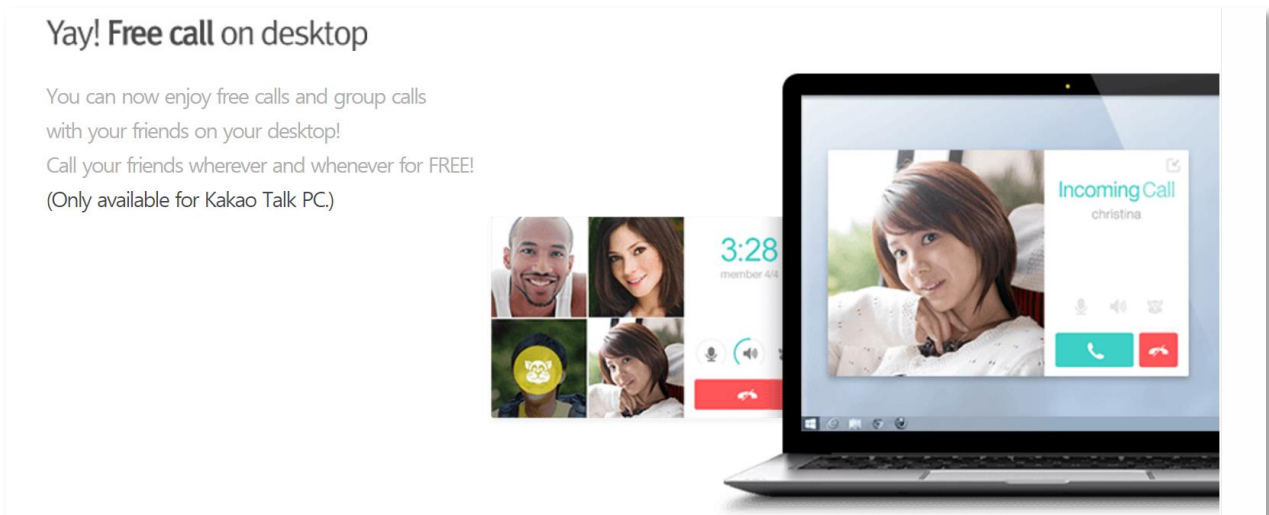 Yay! Free call on desktop
You can now enjoy free calls and group calls
with your friends on your desktop!
Call your friends wherever and whenever for FREE!
(Only available for Kakao Talk PC.)
3:28
member 4/4
Incoming Call
christina